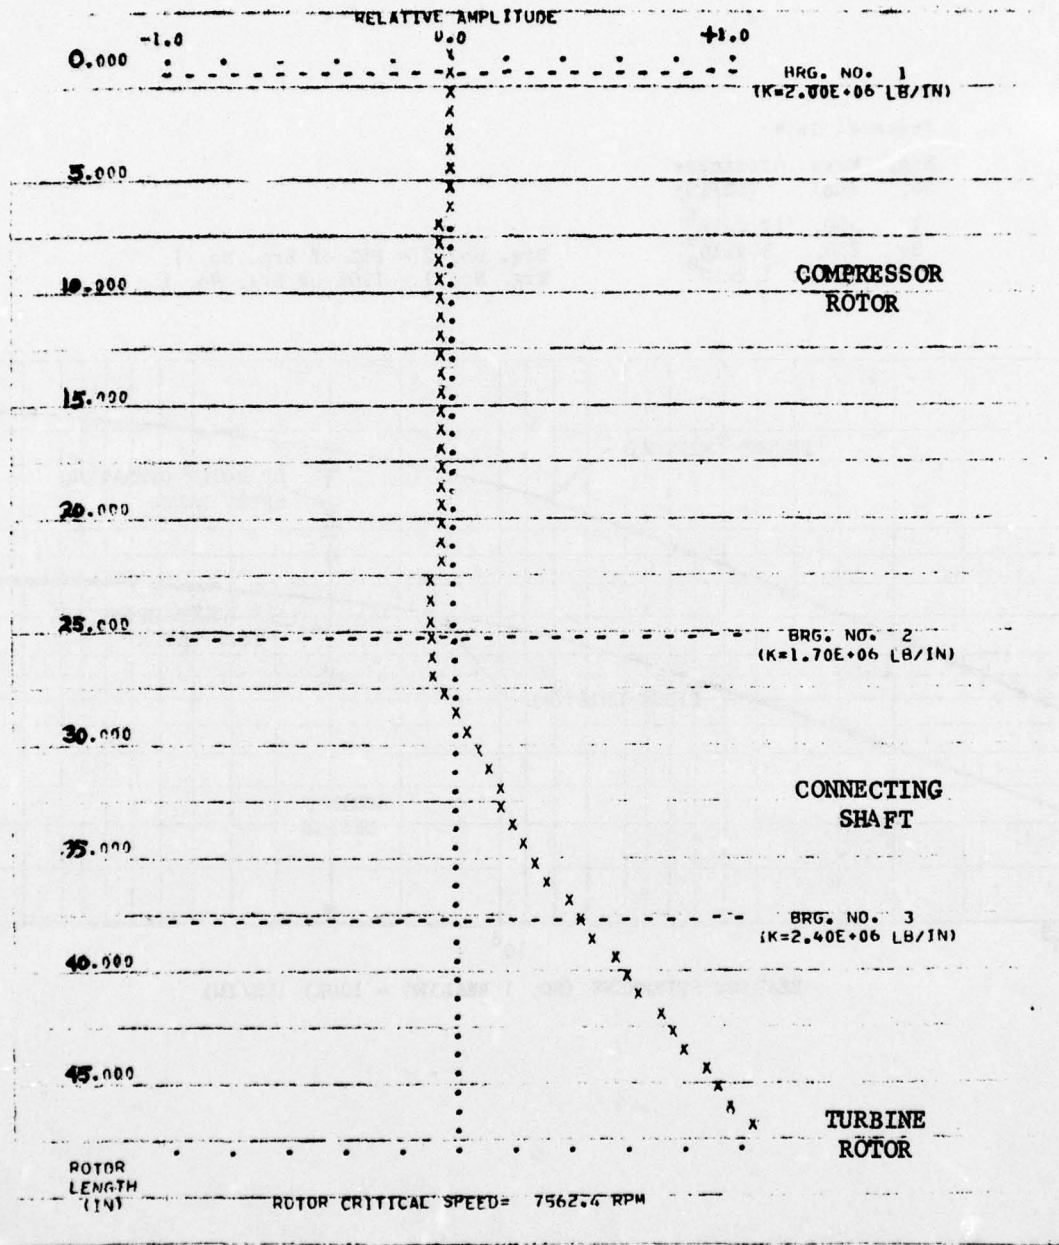 RELATIVE AMPLITUDE
-1.0 0.0 +1.0
0.000
BRG. NO. 1
(K=2.00E+06 LB/IN)
5.000
COMPRESSOR
ROTOR
10.000
15.000
20.000
25.000
BRG. NO. 2
(K=1.70E+06 LB/IN)
30.000
CONNECTING
SHAFT
35.000
BRG. NO. 3
(K=2.40E+06 LB/IN)
40.000
45.000
TURBINE
ROTOR
ROTOR
LENGTH
(IN)
ROTOR CRITICAL SPEED= 7562.4 RPM